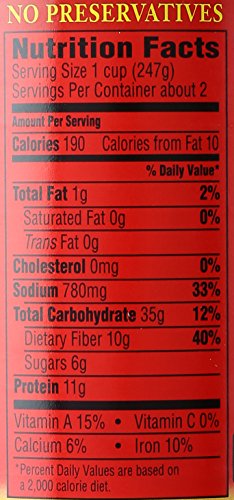 NO PRESERVATIVES
Nutrition Facts
Serving Size 1 cup (247g)
Servings Per Container about 2
Amount Per Serving
Calories 190 Calories from Fat 10
% Daily Value*
Total Fat 1g 2%
Saturated Fat 0g 0%
Trans Fat 0g
Cholesterol 0mg 0%
Sodium 780mg 33%
Total Carbohydrate 35g 12%
Dietary Fiber 10g 40%
Sugars 6g
Protein 11g
Vitamin A 15% • Vitamin C 0%
Calcium 6% • Iron 10%
*Percent Daily Values are based on
a 2,000 calorie diet.